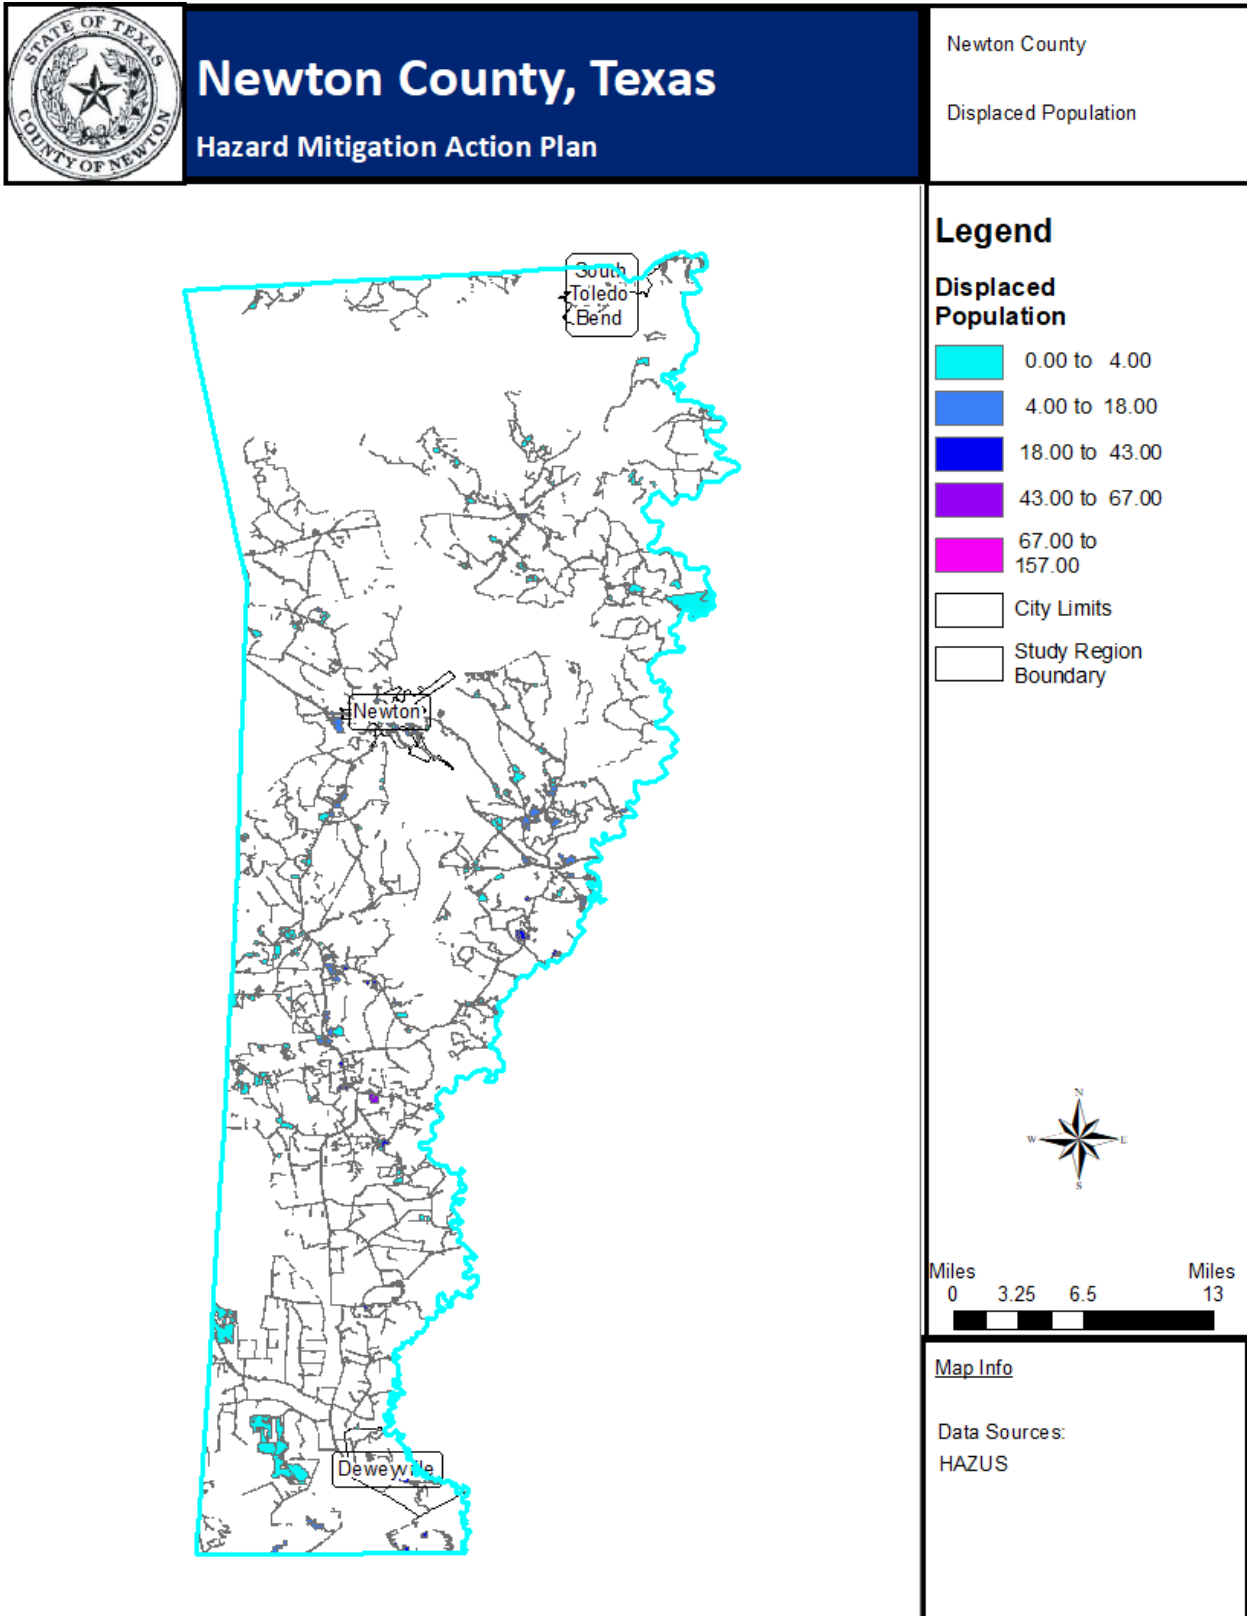 STATE OF TEXAS
COUNTY OF NEWTON
Newton County, Texas
Hazard Mitigation Action Plan
Newton County
Displaced Population
South
Toledo
Bend
Newton
Deweyville
Legend
Displaced
Population
0.00 to 4.00
4.00 to 18.00
18.00 to 43.00
43.00 to 67.00
67.00 to
157.00
City Limits
Study Region
Boundary
N
W E
S
Miles Miles
0 3.25 6.5 13
Map Info
Data Sources:
HAZUS